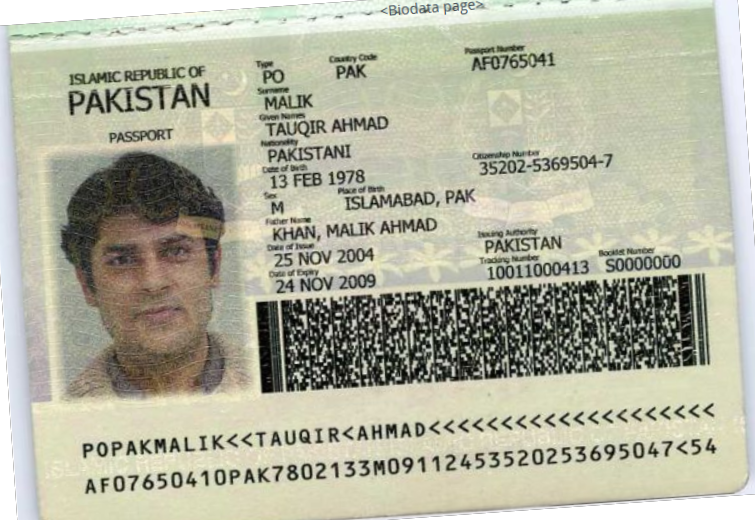 <Biodata page>
ISLAMIC REPUBLIC OF
PAKISTAN
PASSPORT
Type
Country Code
Passport Number
PO
PAK
AF0765041
Surname
MALIK
Given Names
TAUQIR AHMAD
Nationality
PAKISTANI
Citizenship Number
35202-5369504-7
Date of Birth
13 FEB 1978
Sex
Place of Birth
M
ISLAMABAD, PAK
Father Name
KHAN, MALIK AHMAD
Date of Issue
Issuing Authority
25 NOV 2004
PAKISTAN
Date of Expiry
Tracking Number
Booklet Number
24 NOV 2009
10011000413
S0000000
POPAKMALIK<<TAUQIR<AHMAD<<<<<<<<<<<<<<<<<<<<
AF07650410PAK7802133M09112453520253695047<54